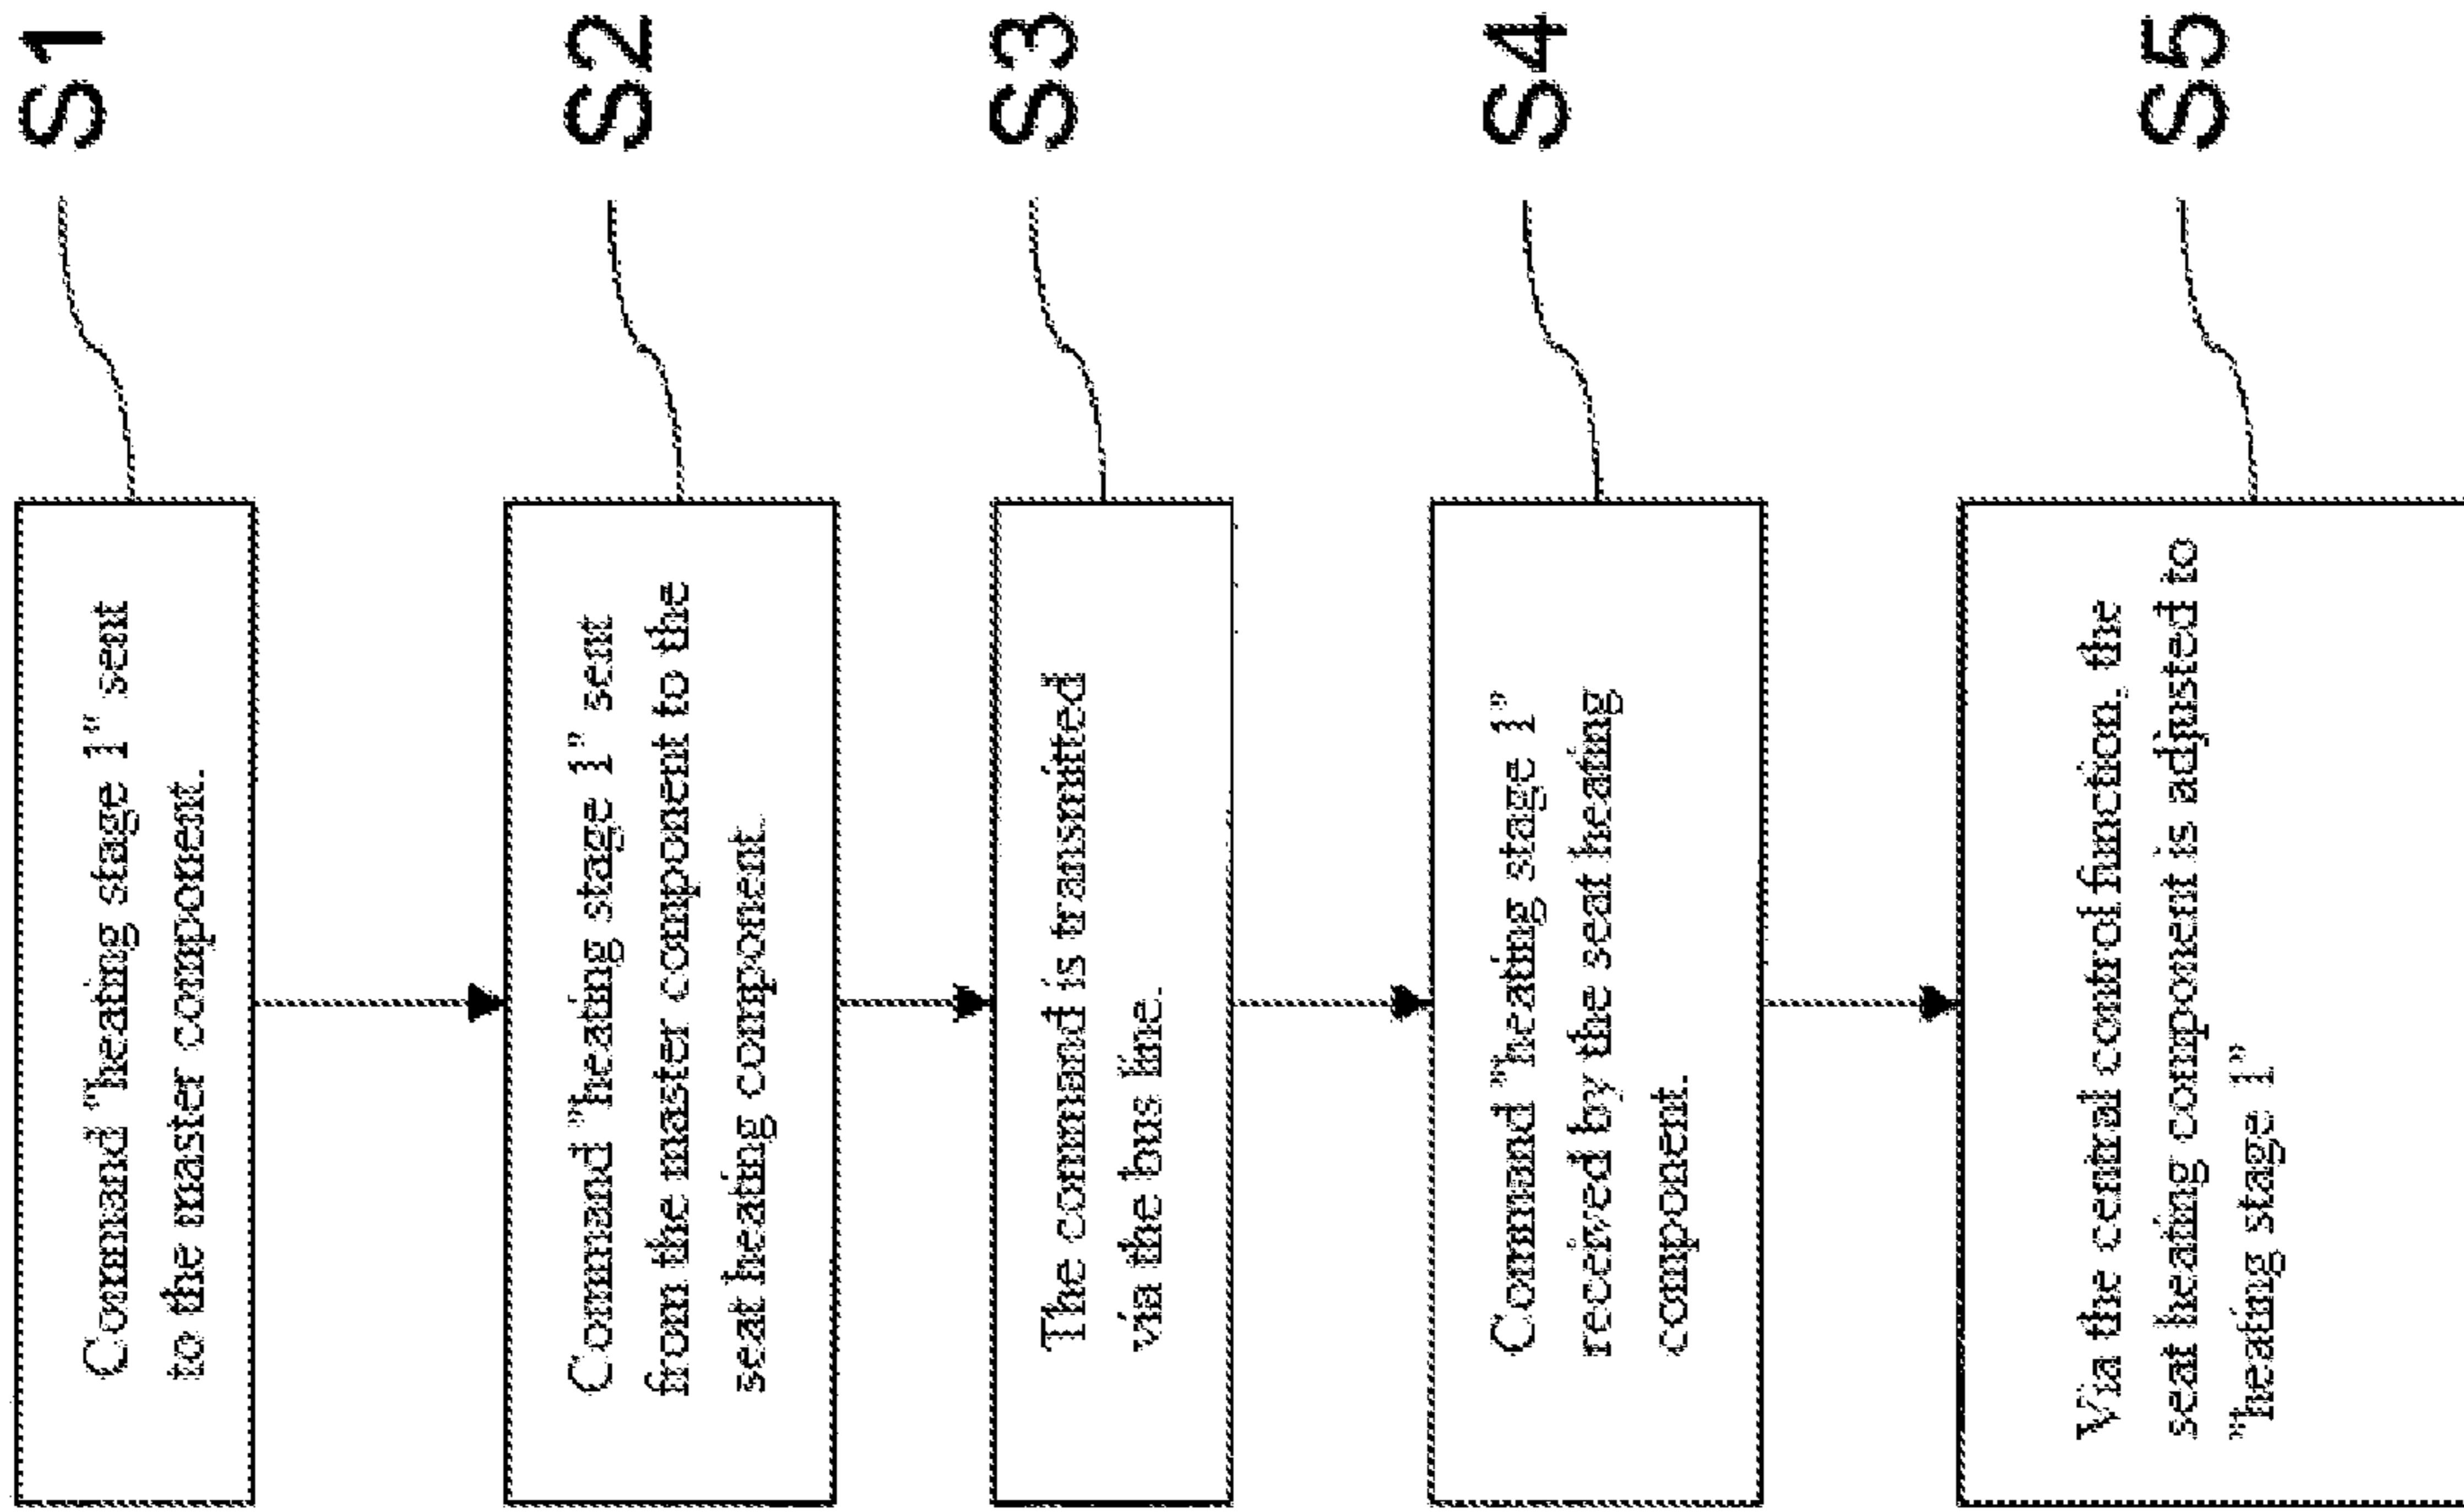 Command "heating stage 1" sent
to the master component.
S1
Command "heating stage 1" sent
from the master component to the
seat heating component.
S2
The command is transmitted
via the bus line.
S3
Command "heating stage 1"
received by the seat heating
component.
S4
Via the central control function, the
seat heating component is adjusted to
"heating stage 1"
S5